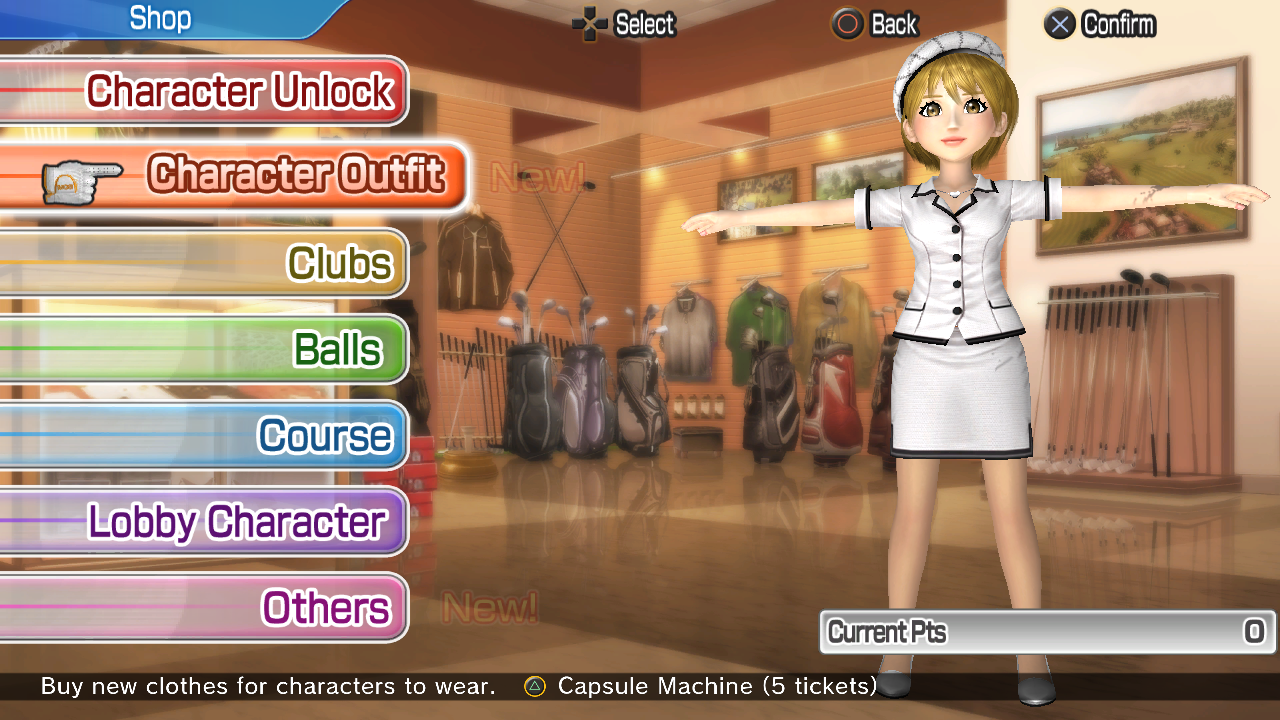 Shop
Select
Back
Confirm
Character Unlock
Character Outfit
New!
Clubs
Balls
Course
Lobby Character
Others
New!
Current Pts
0
Buy new clothes for characters to wear.
Capsule Machine (5 tickets)